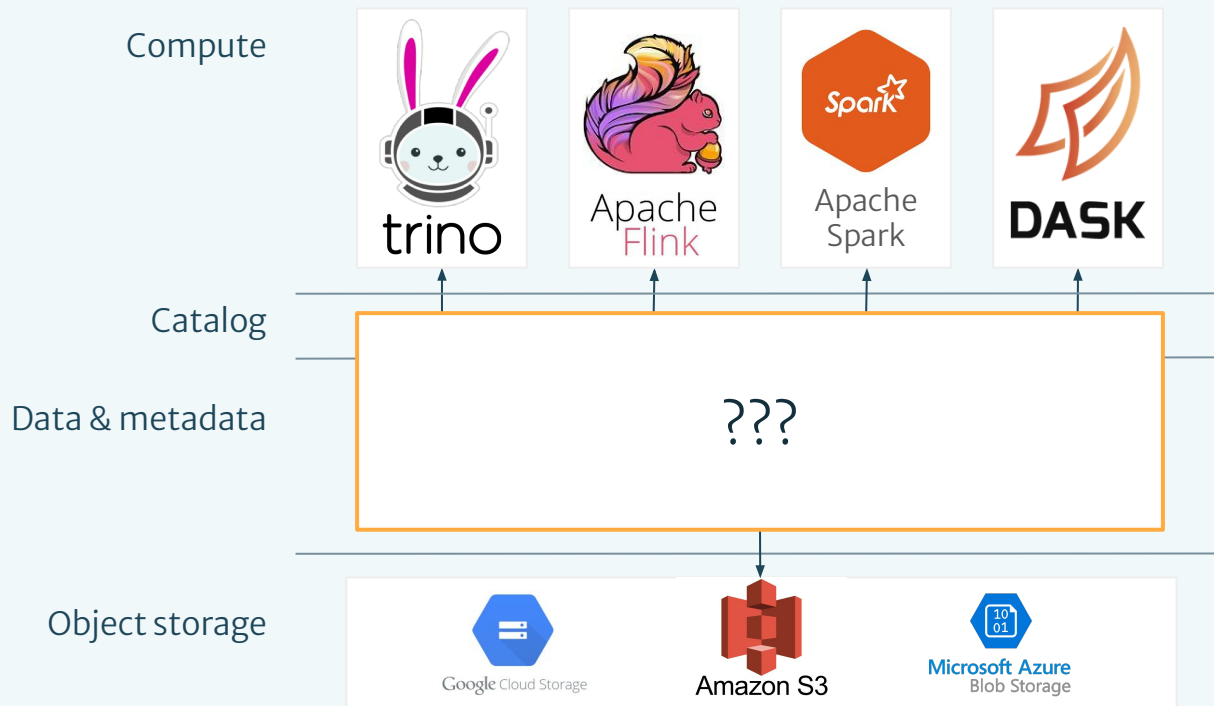 Compute
trino
Apache
Flink
Spark
Apache
Spark
DASK
Catalog
Data & metadata
???
Object storage
Google Cloud Storage
Amazon S3
10
01
Microsoft Azure
Blob Storage